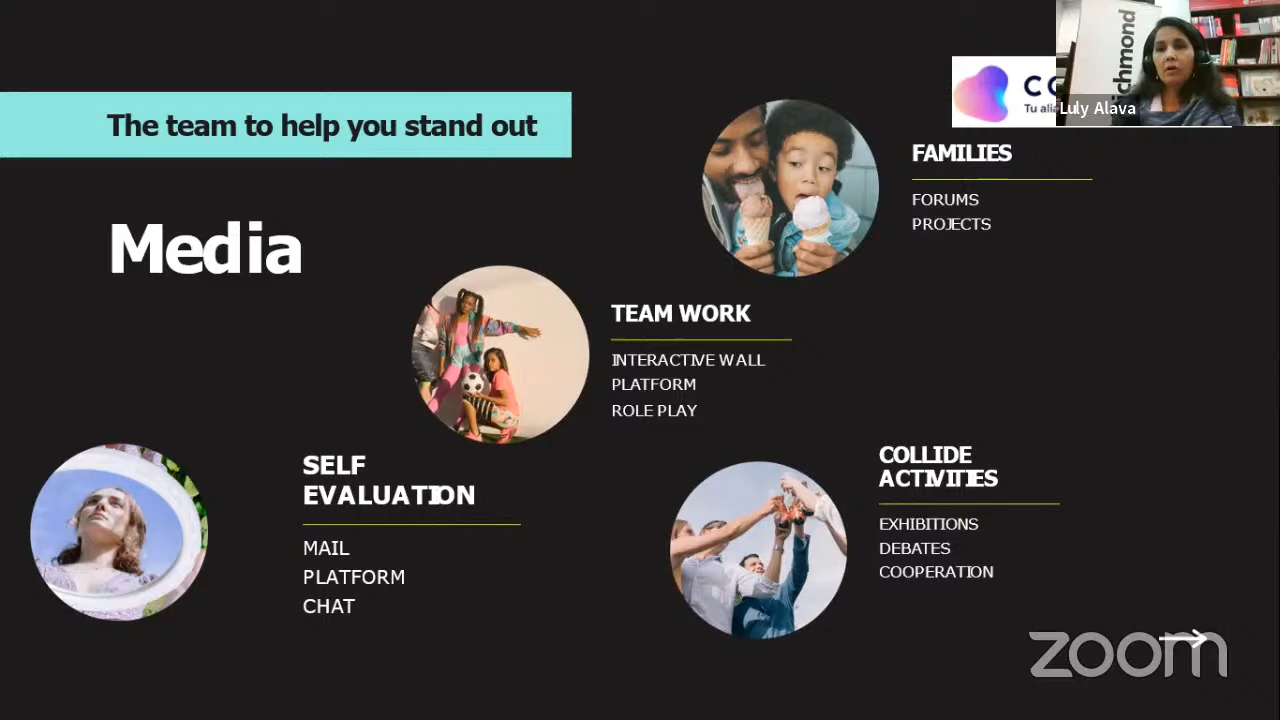 The team to help you stand out
Media
FAMILIES
FORUMS
PROJECTS
TEAM WORK
INTERACTIVE WALL
PLATFORM
ROLE PLAY
SELF
EVALUATION
MAIL
PLATFORM
CHAT
COLLIDE
ACTIVITIES
EXHIBITIONS
DEBATES
COOPERATION
Tu
Luly Alava
zoom